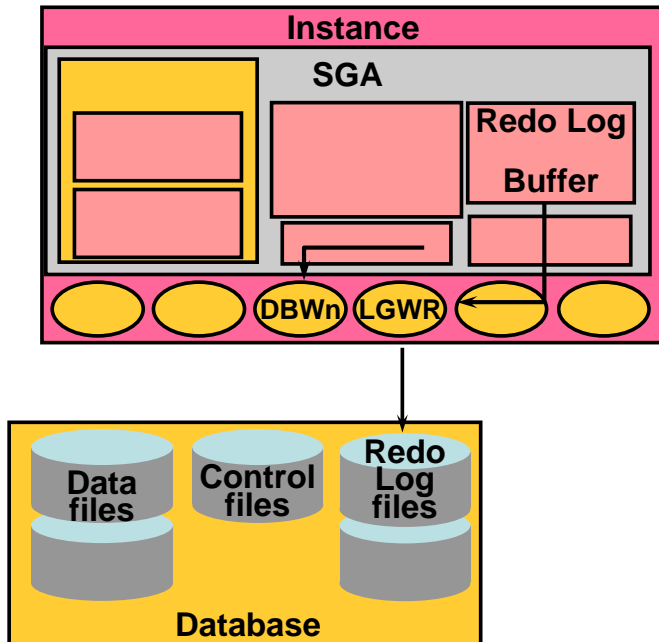 Instance
SGA
Redo Log
Buffer
DBWn
LGWR
Data
files
Control
files
Redo
Log
files
Database